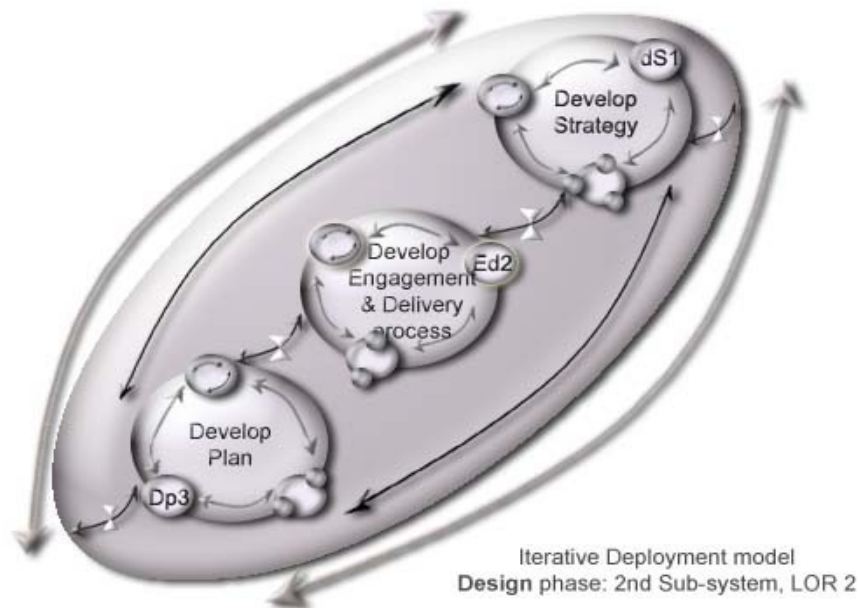 dS1
Develop
Strategy
Develop
Engagement
& Delivery
process
Ed2
Develop
Plan
Dp3
Iterative Deployment model
Design phase: 2nd Sub-system, LOR 2